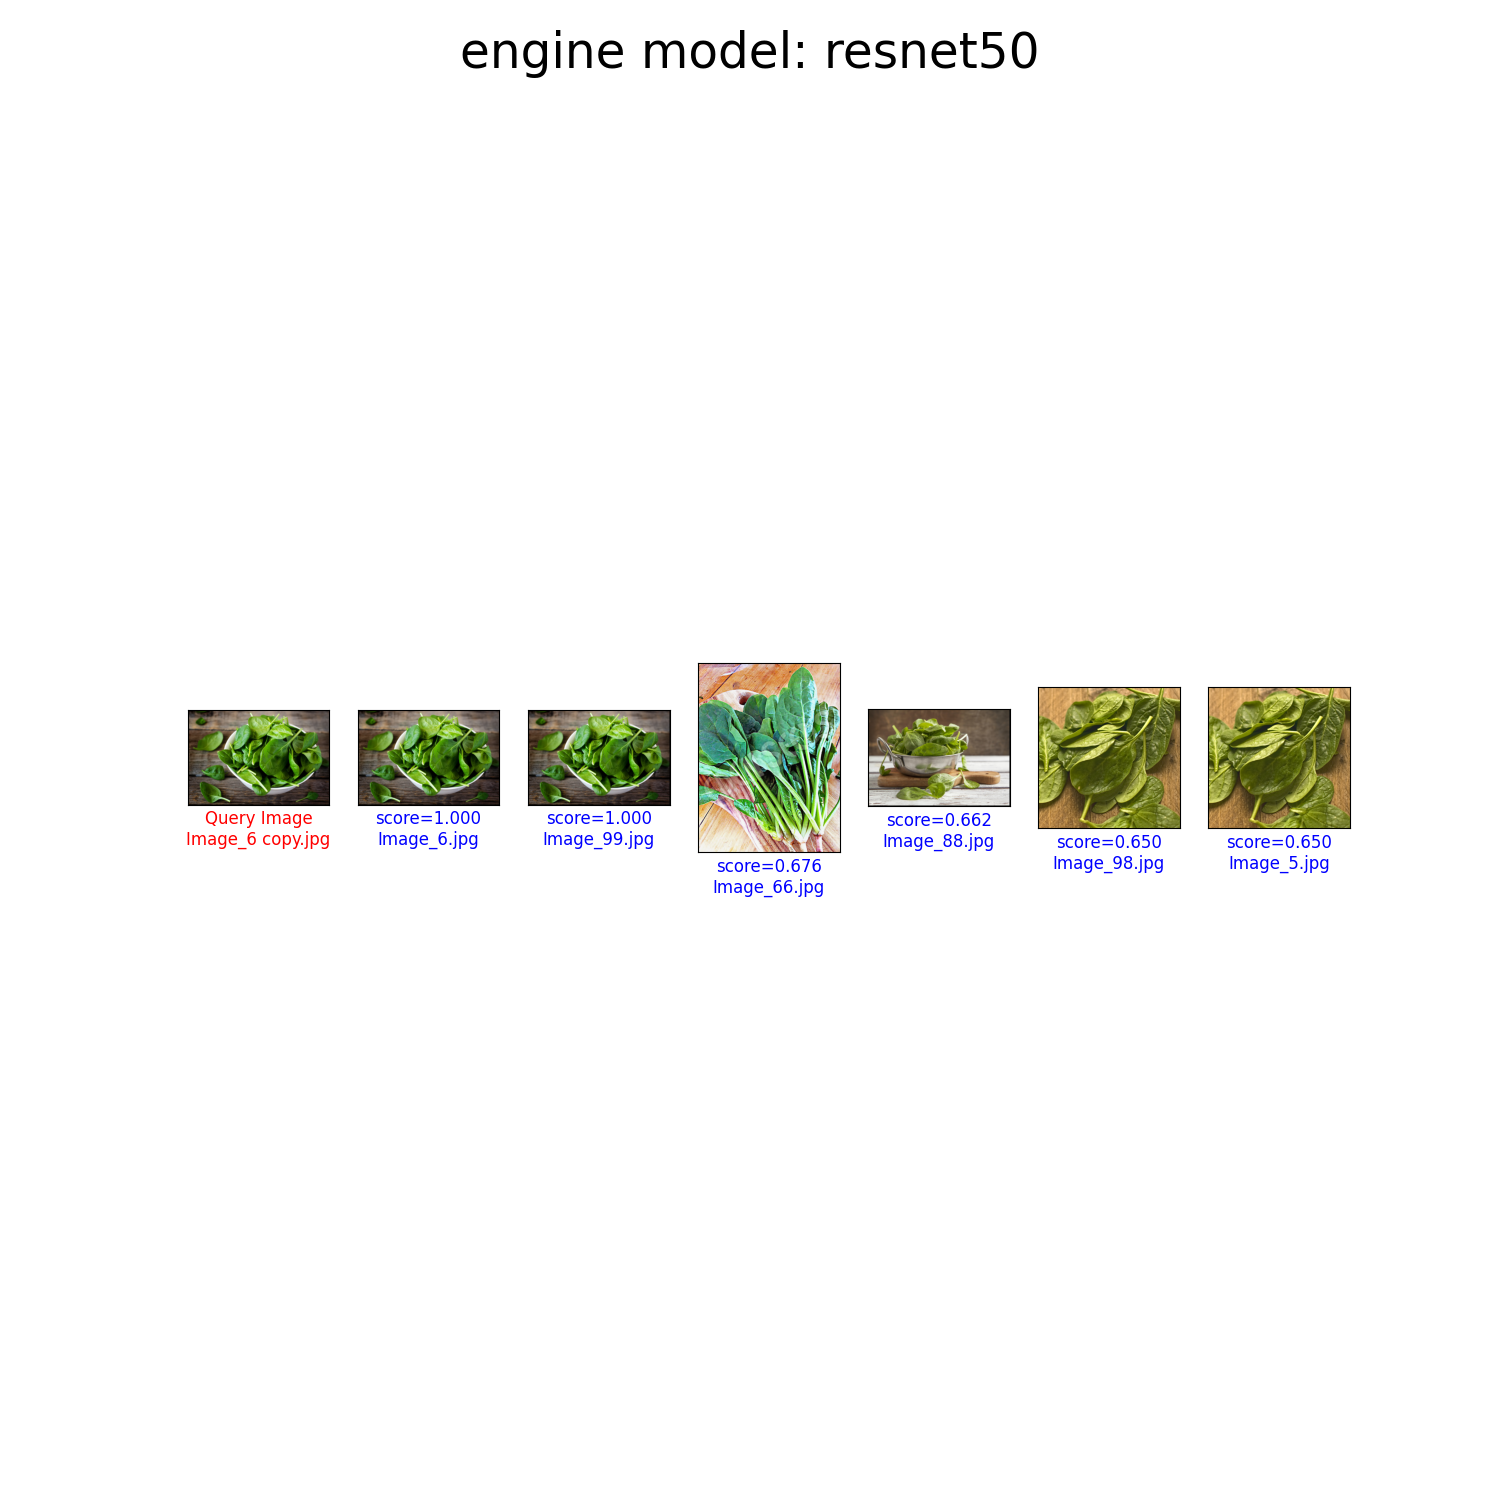 engine model: resnet50
Query Image
Image_6 copy.jpg
score=1.000
Image_6.jpg
score=1.000
Image_99.jpg
score=0.676
Image_66.jpg
score=0.662
Image_88.jpg
score=0.650
Image_98.jpg
score=0.650
Image_5.jpg